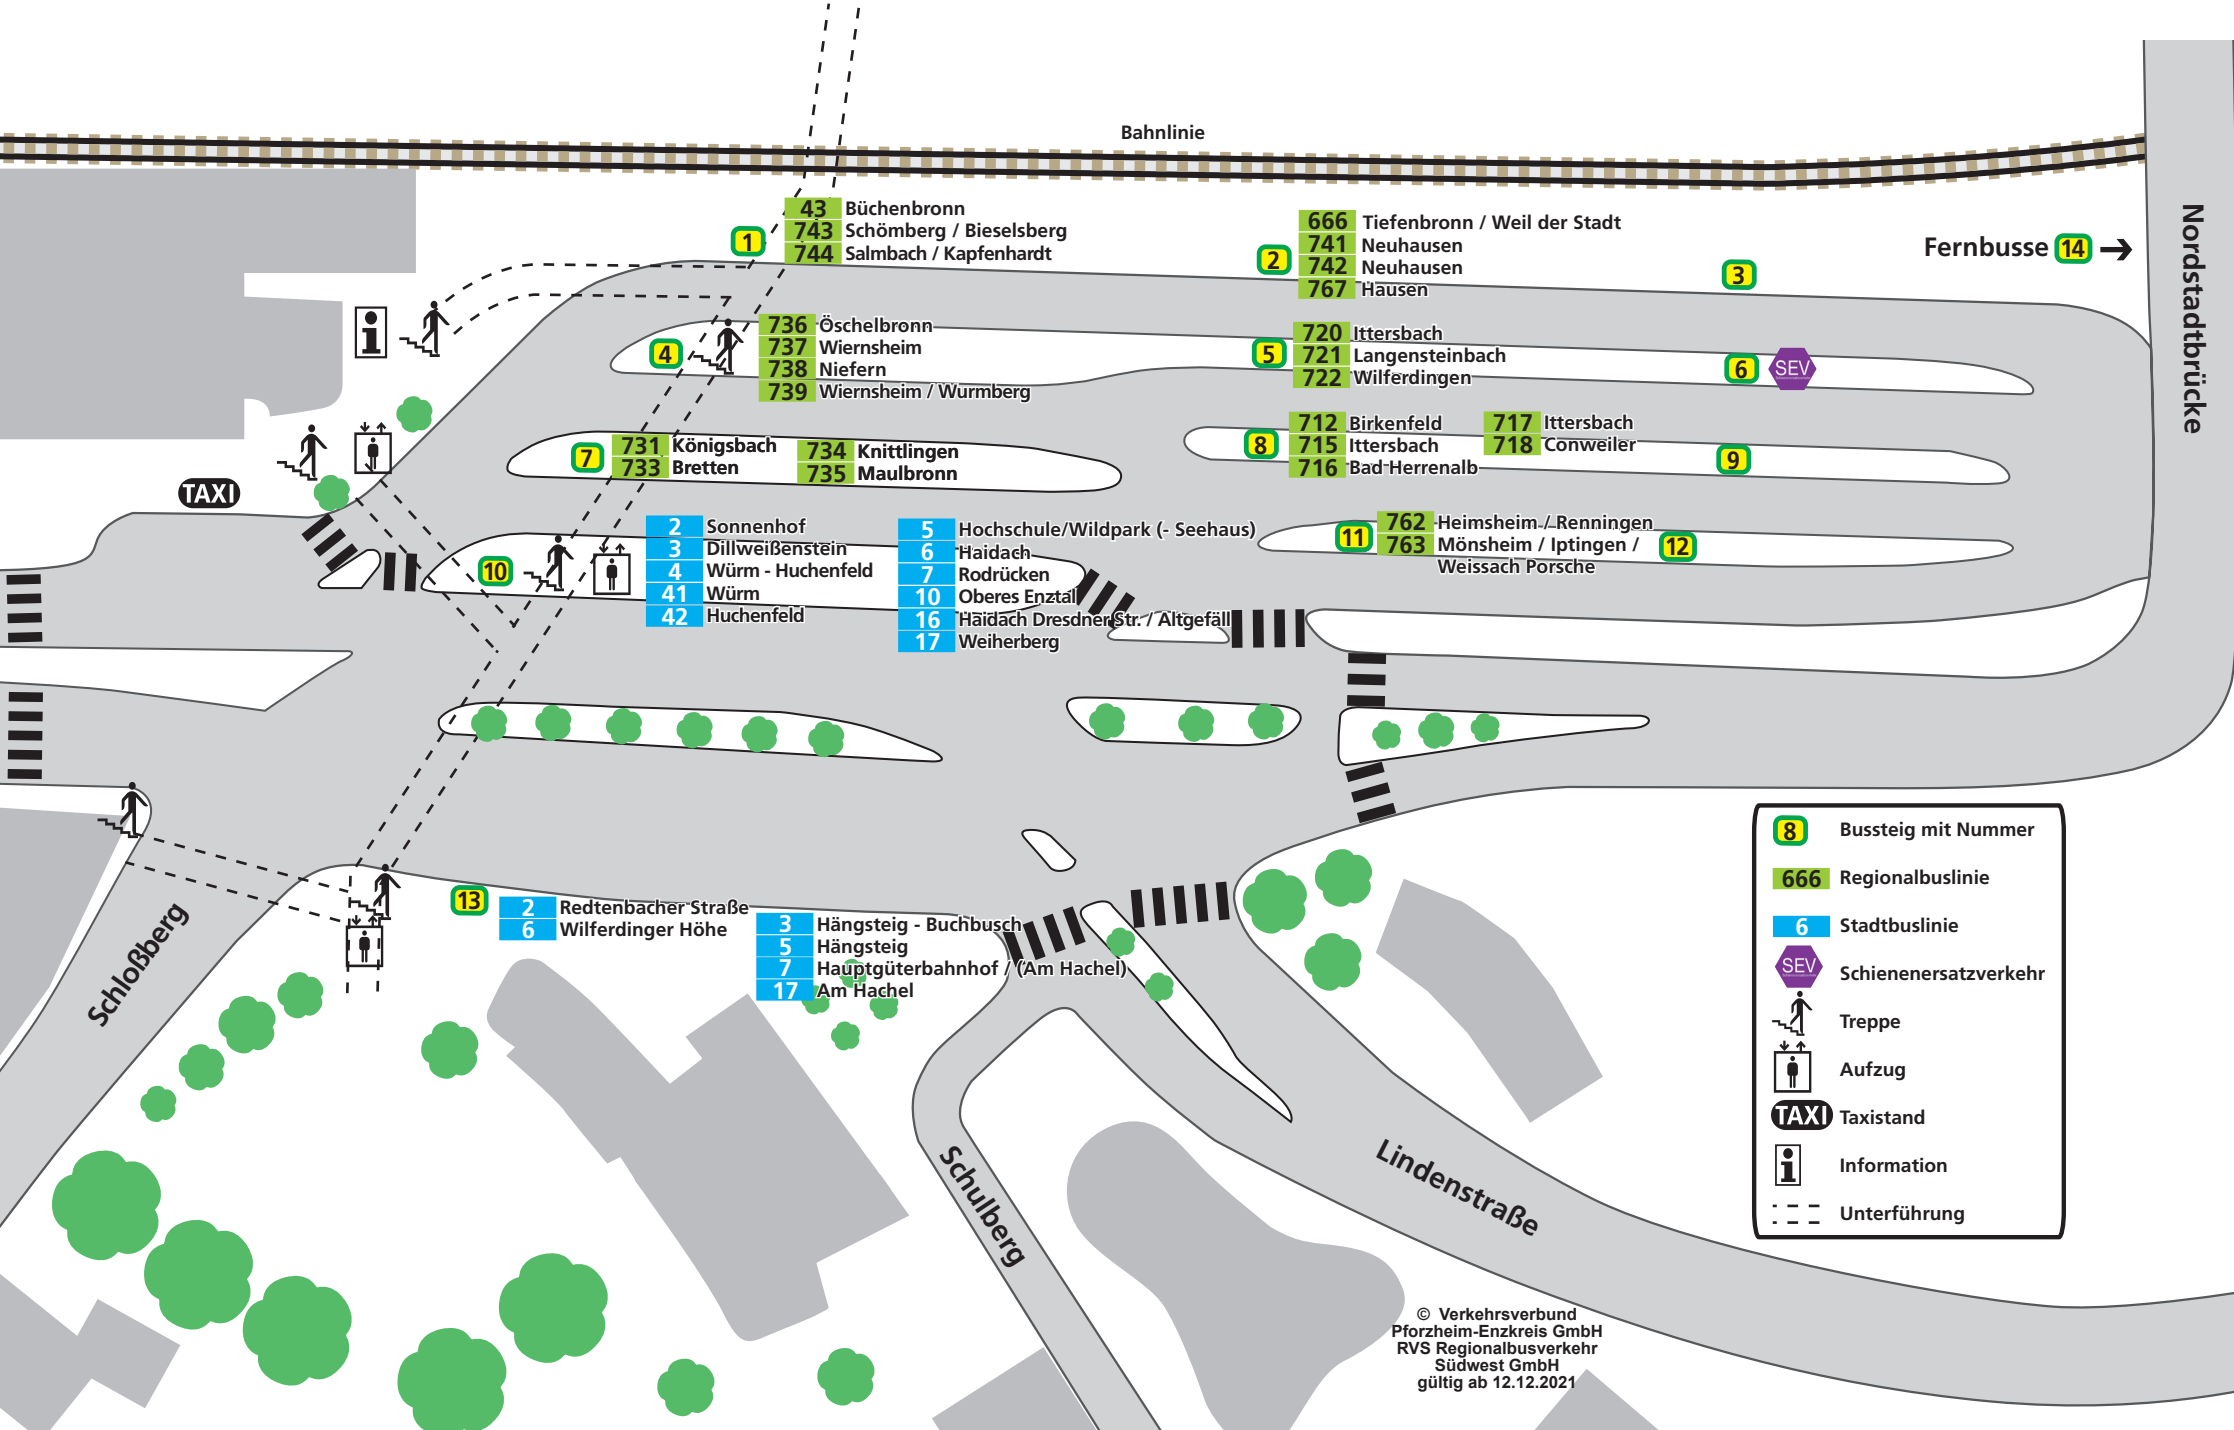 Bahnlinie
Nordstadtbrücke
1
43 Büchenbronn
743 Schömberg / Bieselsberg
744 Salmbach / Kapfenhardt
2
666 Tiefenbronn / Weil der Stadt
741 Neuhausen
742 Neuhausen
767 Hausen
3
Fernbusse 14
4
736 Öschelbronn
737 Wiernsheim
738 Niefern
739 Wiernsheim / Wurmberg
5
720 Ittersbach
721 Langensteinbach
722 Wilferdingen
6 SEV
7
731 Königsbach
733 Bretten
734 Knittlingen
735 Maulbronn
8
712 Birkenfeld
715 Ittersbach
716 Bad Herrenalb
717 Ittersbach
718 Conweiler
9
TAXI
10
2 Sonnenhof
3 Dillweißenstein
4 Würm - Huchenfeld
41 Würm
42 Huchenfeld
5 Hochschule/Wildpark (- Seehaus)
6 Haidach
7 Rodrücken
10 Oberes Enztal
16 Haidach Dresdner Str. / Altgefäll
17 Weiherberg
11
762 Heimsheim / Renningen
763 Mönsheim / Iptingen /
Weissach Porsche
12
13
2 Redtenbacher Straße
6 Wilferdinger Höhe
3 Hängsteig - Buchbusch
5 Hängsteig
7 Hauptgüterbahnhof / (Am Hachel)
17 Am Hachel
Schloßberg
Schulberg
Lindenstraße
8 Bussteig mit Nummer
666 Regionalbuslinie
6 Stadtbuslinie
SEV Schienenersatzverkehr
Treppe
Aufzug
TAXI Taxistand
i Information
Unterführung
© Verkehrsverbund
Pforzheim-Enzkreis GmbH
RVS Regionalbusverkehr
Südwest GmbH
gültig ab 12.12.2021